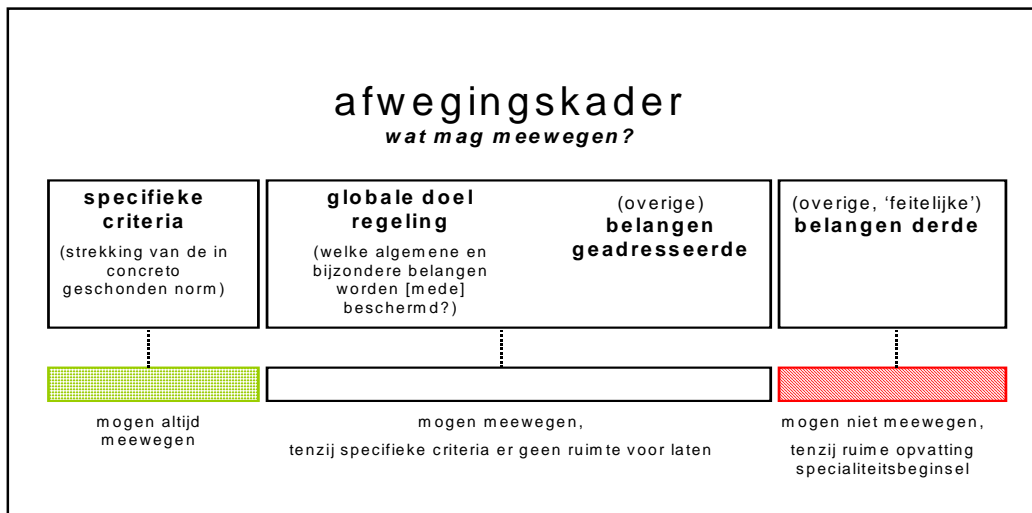 afwegingskader
wat mag meewegen?
specifieke
criteria
(strekking van de in
concreto
geschonden norm)
globale doel
regeling
(welke algemene en
bijzondere belangen
worden [mede]
beschermd?)
(overige)
belangen
geadresseerde
(overige, ‘feitelijke’)
belangen derde
mogen altijd
meewegen
mogen meewegen,
tenzij specifieke criteria er geen ruimte voor laten
mogen niet meewegen,
tenzij ruime opvatting
specialiteitsbeginsel